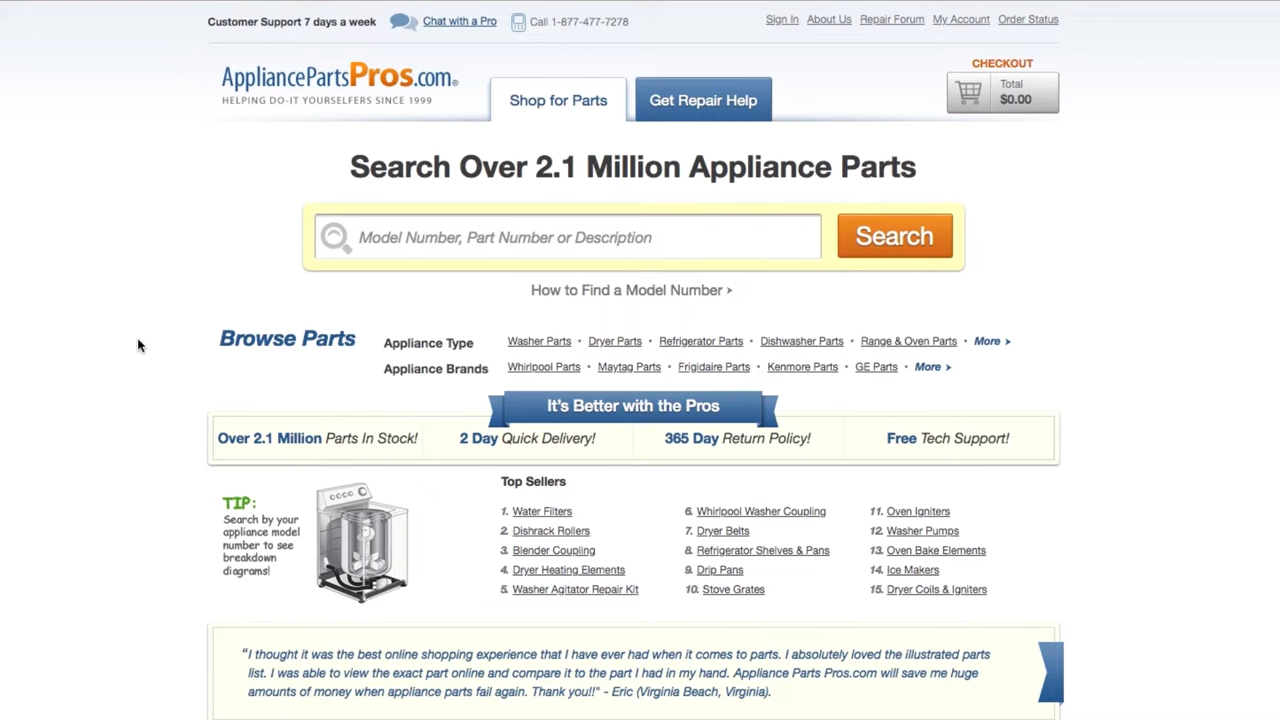 Customer Support 7 days a week Chat with a Pro Call 1-877-477-7278 Sign In About Us Repair Forum My Account Order Status
CHECKOUT
AppliancePartsPros.com®
HELPING DO-IT YOURSELFERS SINCE 1999
Shop for Parts Get Repair Help
Total
$0.00
Search Over 2.1 Million Appliance Parts
Model Number, Part Number or Description Search
How to Find a Model Number ›
Browse Parts
Appliance Type Washer Parts • Dryer Parts • Refrigerator Parts • Dishwasher Parts • Range & Oven Parts • More ›
Appliance Brands Whirlpool Parts • Maytag Parts • Frigidaire Parts • Kenmore Parts • GE Parts • More ›
It's Better with the Pros
Over 2.1 Million Parts In Stock! 2 Day Quick Delivery! 365 Day Return Policy! Free Tech Support!
TIP:
Search by your
appliance model
number to see
breakdown
diagrams!
Top Sellers
1. Water Filters
2. Dishrack Rollers
3. Blender Coupling
4. Dryer Heating Elements
5. Washer Agitator Repair Kit
6. Whirlpool Washer Coupling
7. Dryer Belts
8. Refrigerator Shelves & Pans
9. Drip Pans
10. Stove Grates
11. Oven Igniters
12. Washer Pumps
13. Oven Bake Elements
14. Ice Makers
15. Dryer Coils & Igniters
“I thought it was the best online shopping experience that I have ever had when it comes to parts. I absolutely loved the illustrated parts
list. I was able to view the exact part online and compare it to the part I had in my hand. Appliance Parts Pros.com will save me huge
amounts of money when appliance parts fail again. Thank you!!" - Eric (Virginia Beach, Virginia).